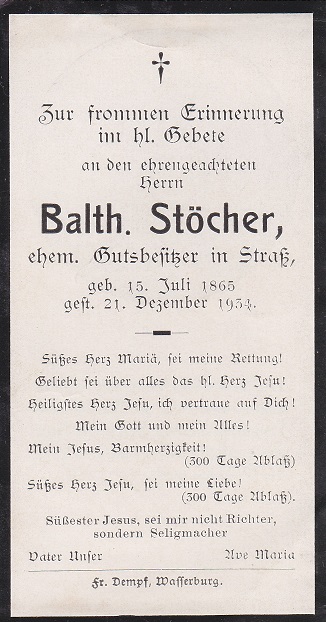 Zur frommen Erinnerung
im hl. Gebete
an den ehrengeachteten
Herrn
Balth. Stöcher,
ehem. Gutsbesitzer in Straß,
geb. 15. Juli 1865
gest. 21. Dezember 1934.
Süßes Herz Mariä, sei meine Rettung!
Geliebt sei über alles das hl. Herz Jesu!
Heiligstes Herz Jesu, ich vertraue auf Dich!
Mein Gott und mein Alles!
Mein Jesus, Barmherzigkeit!
(300 Tage Ablaß)
Süßes Herz Jesu, sei meine Liebe!
(300 Tage Ablaß).
Süßester Jesus, sei mir nicht Richter,
sondern Seligmacher
Vater Unser Ave Maria
Fr. Dempf, Wasserburg.